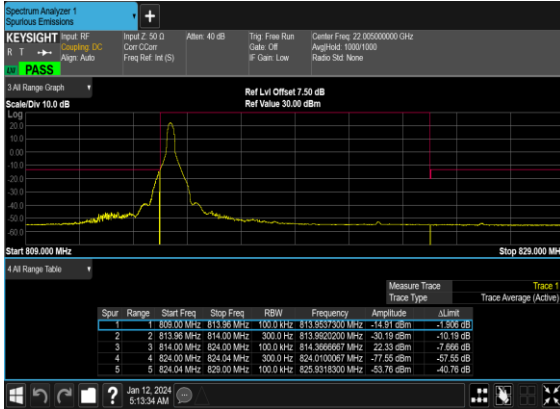 Spectrum Analyzer 1
Spurious Emissions
+
KEYSIGHT
R T
LNI PASS
Input: RF
Coupling: DC
Align: Auto
Input Z: 50 Ω
Corr CCorr
Freq Ref: Int (S)
Atten: 40 dB
Trig: Free Run
Gate: Off
IF Gain: Low
Center Freq: 22.005000000 GHz
Avg|Hold: 1000/1000
Radio Std: None
3 All Range Graph
Ref Lvl Offset 7.50 dB
Scale/Div 10.0 dB
Ref Value 30.00 dBm
Log
20.0
10.0
0.00
-10.0
-20.0
-30.0
-40.0
-50.0
-60.0
Start 809.000 MHz
Stop 829.000 MH
4 All Range Table
Measure Trace Trace 1
Trace Type Trace Average (Active)
Spur Range Start Freq Stop Freq RBW Frequency Amplitude ΔLimit
1 1 809.00 MHz 813.96 MHz 100.0 kHz 813.9537300 MHz -14.91 dBm -1.906 dB
2 2 813.96 MHz 814.00 MHz 300.0 Hz 813.9920200 MHz -30.19 dBm -10.19 dB
3 3 814.00 MHz 824.00 MHz 100.0 kHz 814.3666667 MHz 22.33 dBm -7.666 dB
4 4 824.00 MHz 824.04 MHz 300.0 Hz 824.0100067 MHz -77.55 dBm -57.55 dB
5 5 824.04 MHz 829.00 MHz 100.0 kHz 825.9318300 MHz -53.76 dBm -40.76 dB
?
Jan 12, 2024
5:13:34 AM